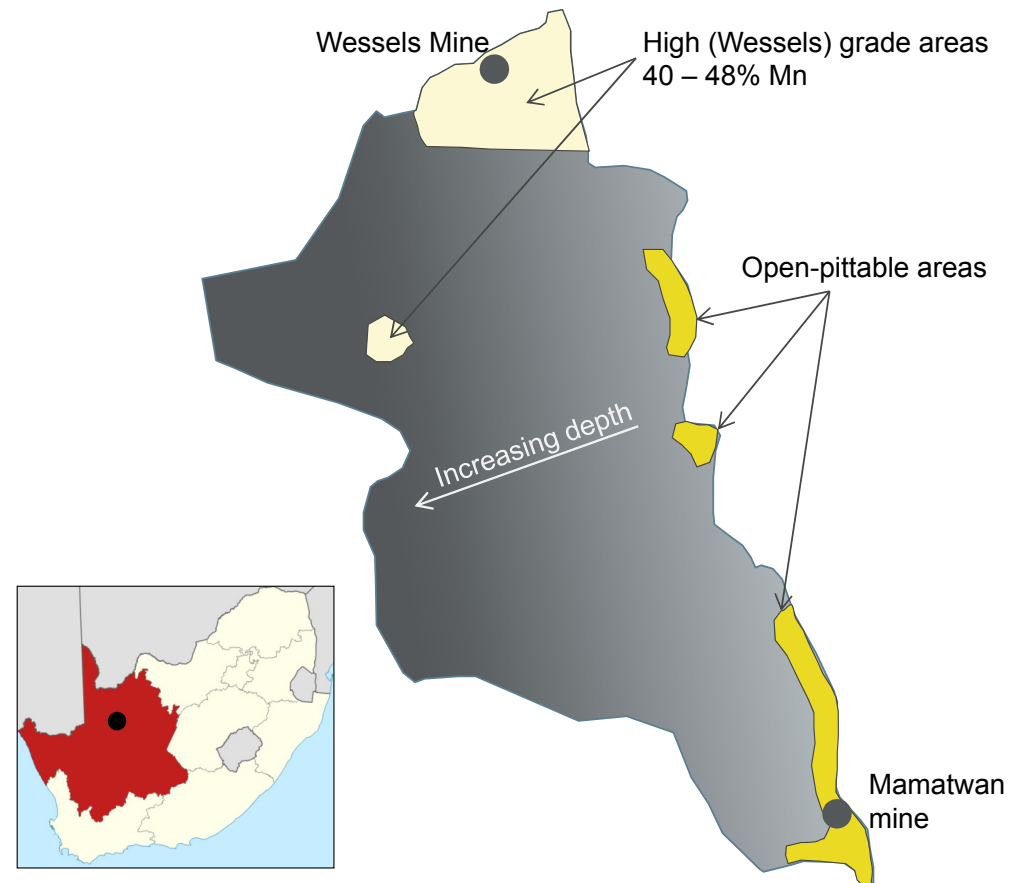 Wessels Mine
High (Wessels) grade areas
40 – 48% Mn
Open-pittable areas
Increasing depth
Mamatwan
mine